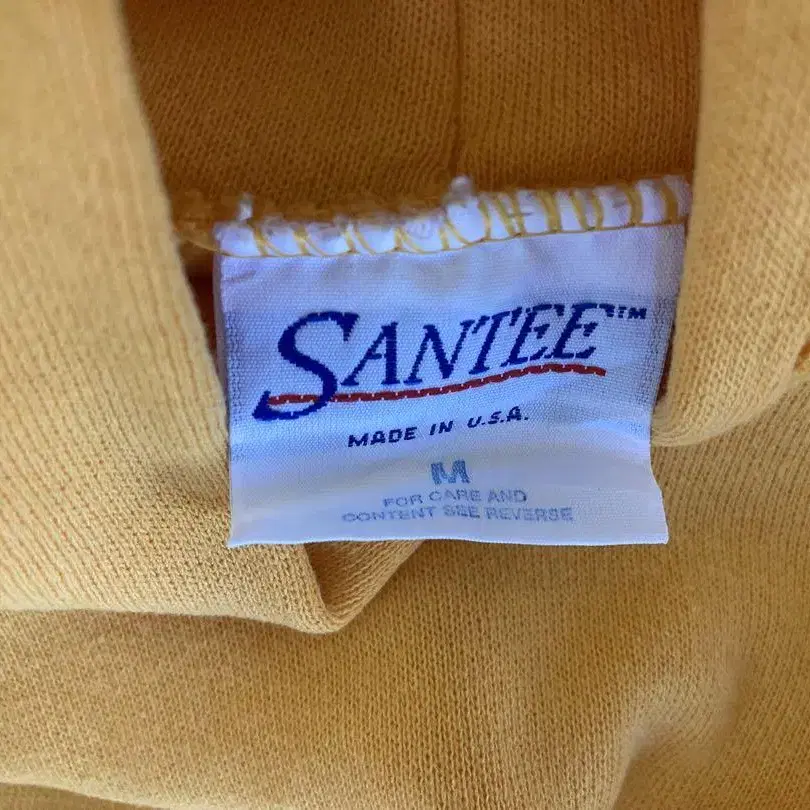 SANTEE™
MADE IN U.S.A.
M
FOR CARE AND
CONTENT SEE REVERSE